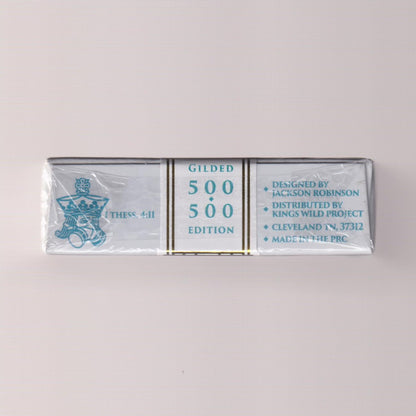 I THESS. 4:11
GILDED
500
500
EDITION
DESIGNED BY
JACKSON ROBINSON
DISTRIBUTED BY
KINGS WILD PROJECT
CLEVELAND TN, 37312
MADE IN THE PRC